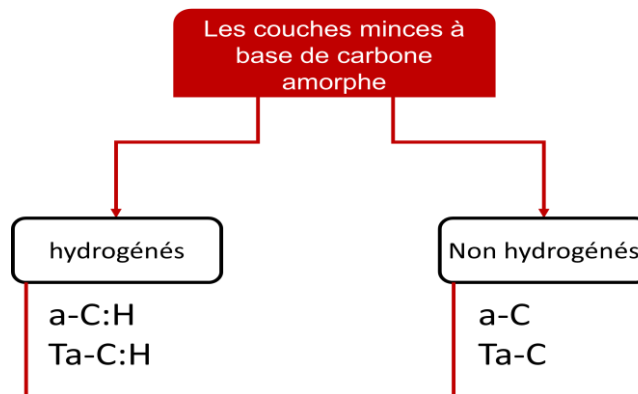 Les couches minces à
base de carbone
amorphe
hydrogénés
Non hydrogénés
a-C:H
Ta-C:H
a-C
Ta-C